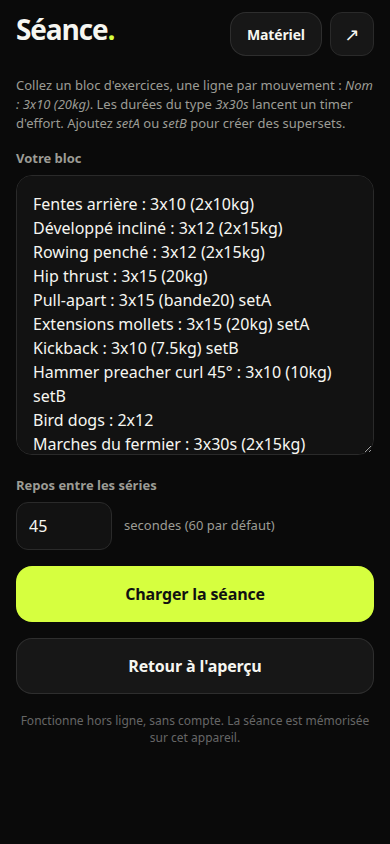 Séance.
Matériel
↗
Collez un bloc d'exercices, une ligne par mouvement : Nom
: 3x10 (20kg). Les durées du type 3x30s lancent un timer
d'effort. Ajoutez setA ou setB pour créer des supersets.
Votre bloc
Fentes arrière : 3x10 (2x10kg)
Développé incliné : 3x12 (2x15kg)
Rowing penché : 3x12 (2x15kg)
Hip thrust : 3x15 (20kg)
Pull-apart : 3x15 (bande20) setA
Extensions mollets : 3x15 (20kg) setA
Kickback : 3x10 (7.5kg) setB
Hammer preacher curl 45° : 3x10 (10kg)
setB
Bird dogs : 2x12
Marches du fermier : 3x30s (2x15kg)
Repos entre les séries
45
secondes (60 par défaut)
Charger la séance
Retour à l'aperçu
Fonctionne hors ligne, sans compte. La séance est mémorisée
sur cet appareil.